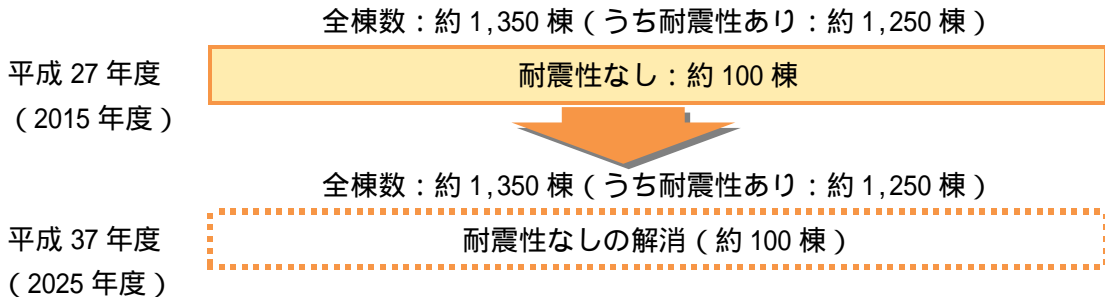 全棟数：約 1,350 棟（うち耐震性あり：約 1,250 棟）
平成 27 年度
（2015 年度）
耐震性なし：約 100 棟
全棟数：約 1,350 棟（うち耐震性あり：約 1,250 棟）
平成 37 年度
（2025 年度）
耐震性なしの解消（約 100 棟）